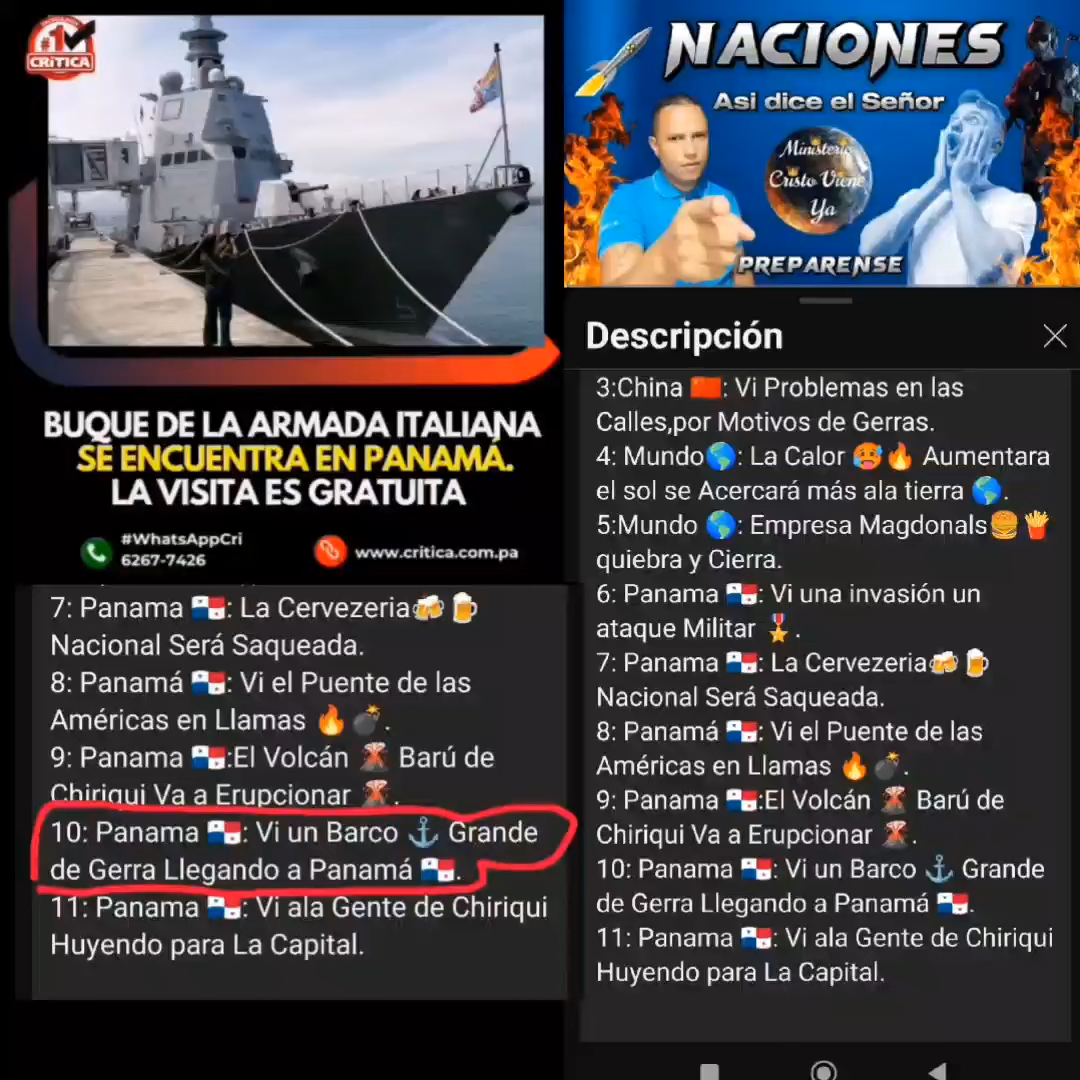 CRíTICA
BUQUE DE LA ARMADA ITALIANA
SE ENCUENTRA EN PANAMÁ.
LA VISITA ES GRATUITA
#WhatsAppCri
6267-7426
www.critica.com.pa
7: Panama 🇵🇦: La Cervezeria🍻🍺
Nacional Será Saqueada.
8: Panamá 🇵🇦: Vi el Puente de las
Américas en Llamas 🔥💣.
9: Panama 🇵🇦:El Volcán 🌋 Barú de
Chiriqui Va a Erupcionar 🌋.
10: Panama 🇵🇦: Vi un Barco ⚓ Grande
de Gerra Llegando a Panamá 🇵🇦.
11: Panama 🇵🇦: Vi ala Gente de Chiriqui
Huyendo para La Capital.
NACIONES
Asi dice el Señor
Ministerio
Cristo Viene
Ya
PREPARENSE
Descripción
3:China 🇨🇳: Vi Problemas en las
Calles,por Motivos de Gerras.
4: Mundo🌎: La Calor 🥵🔥 Aumentara
el sol se Acercará más ala tierra 🌎.
5:Mundo 🌎: Empresa Magdonals🍔🍟
quiebra y Cierra.
6: Panama 🇵🇦: Vi una invasión un
ataque Militar 🎖️.
7: Panama 🇵🇦: La Cervezeria🍻🍺
Nacional Será Saqueada.
8: Panamá 🇵🇦: Vi el Puente de las
Américas en Llamas 🔥💣.
9: Panama 🇵🇦:El Volcán 🌋 Barú de
Chiriqui Va a Erupcionar 🌋.
10: Panama 🇵🇦: Vi un Barco ⚓ Grande
de Gerra Llegando a Panamá 🇵🇦.
11: Panama 🇵🇦: Vi ala Gente de Chiriqui
Huyendo para La Capital.